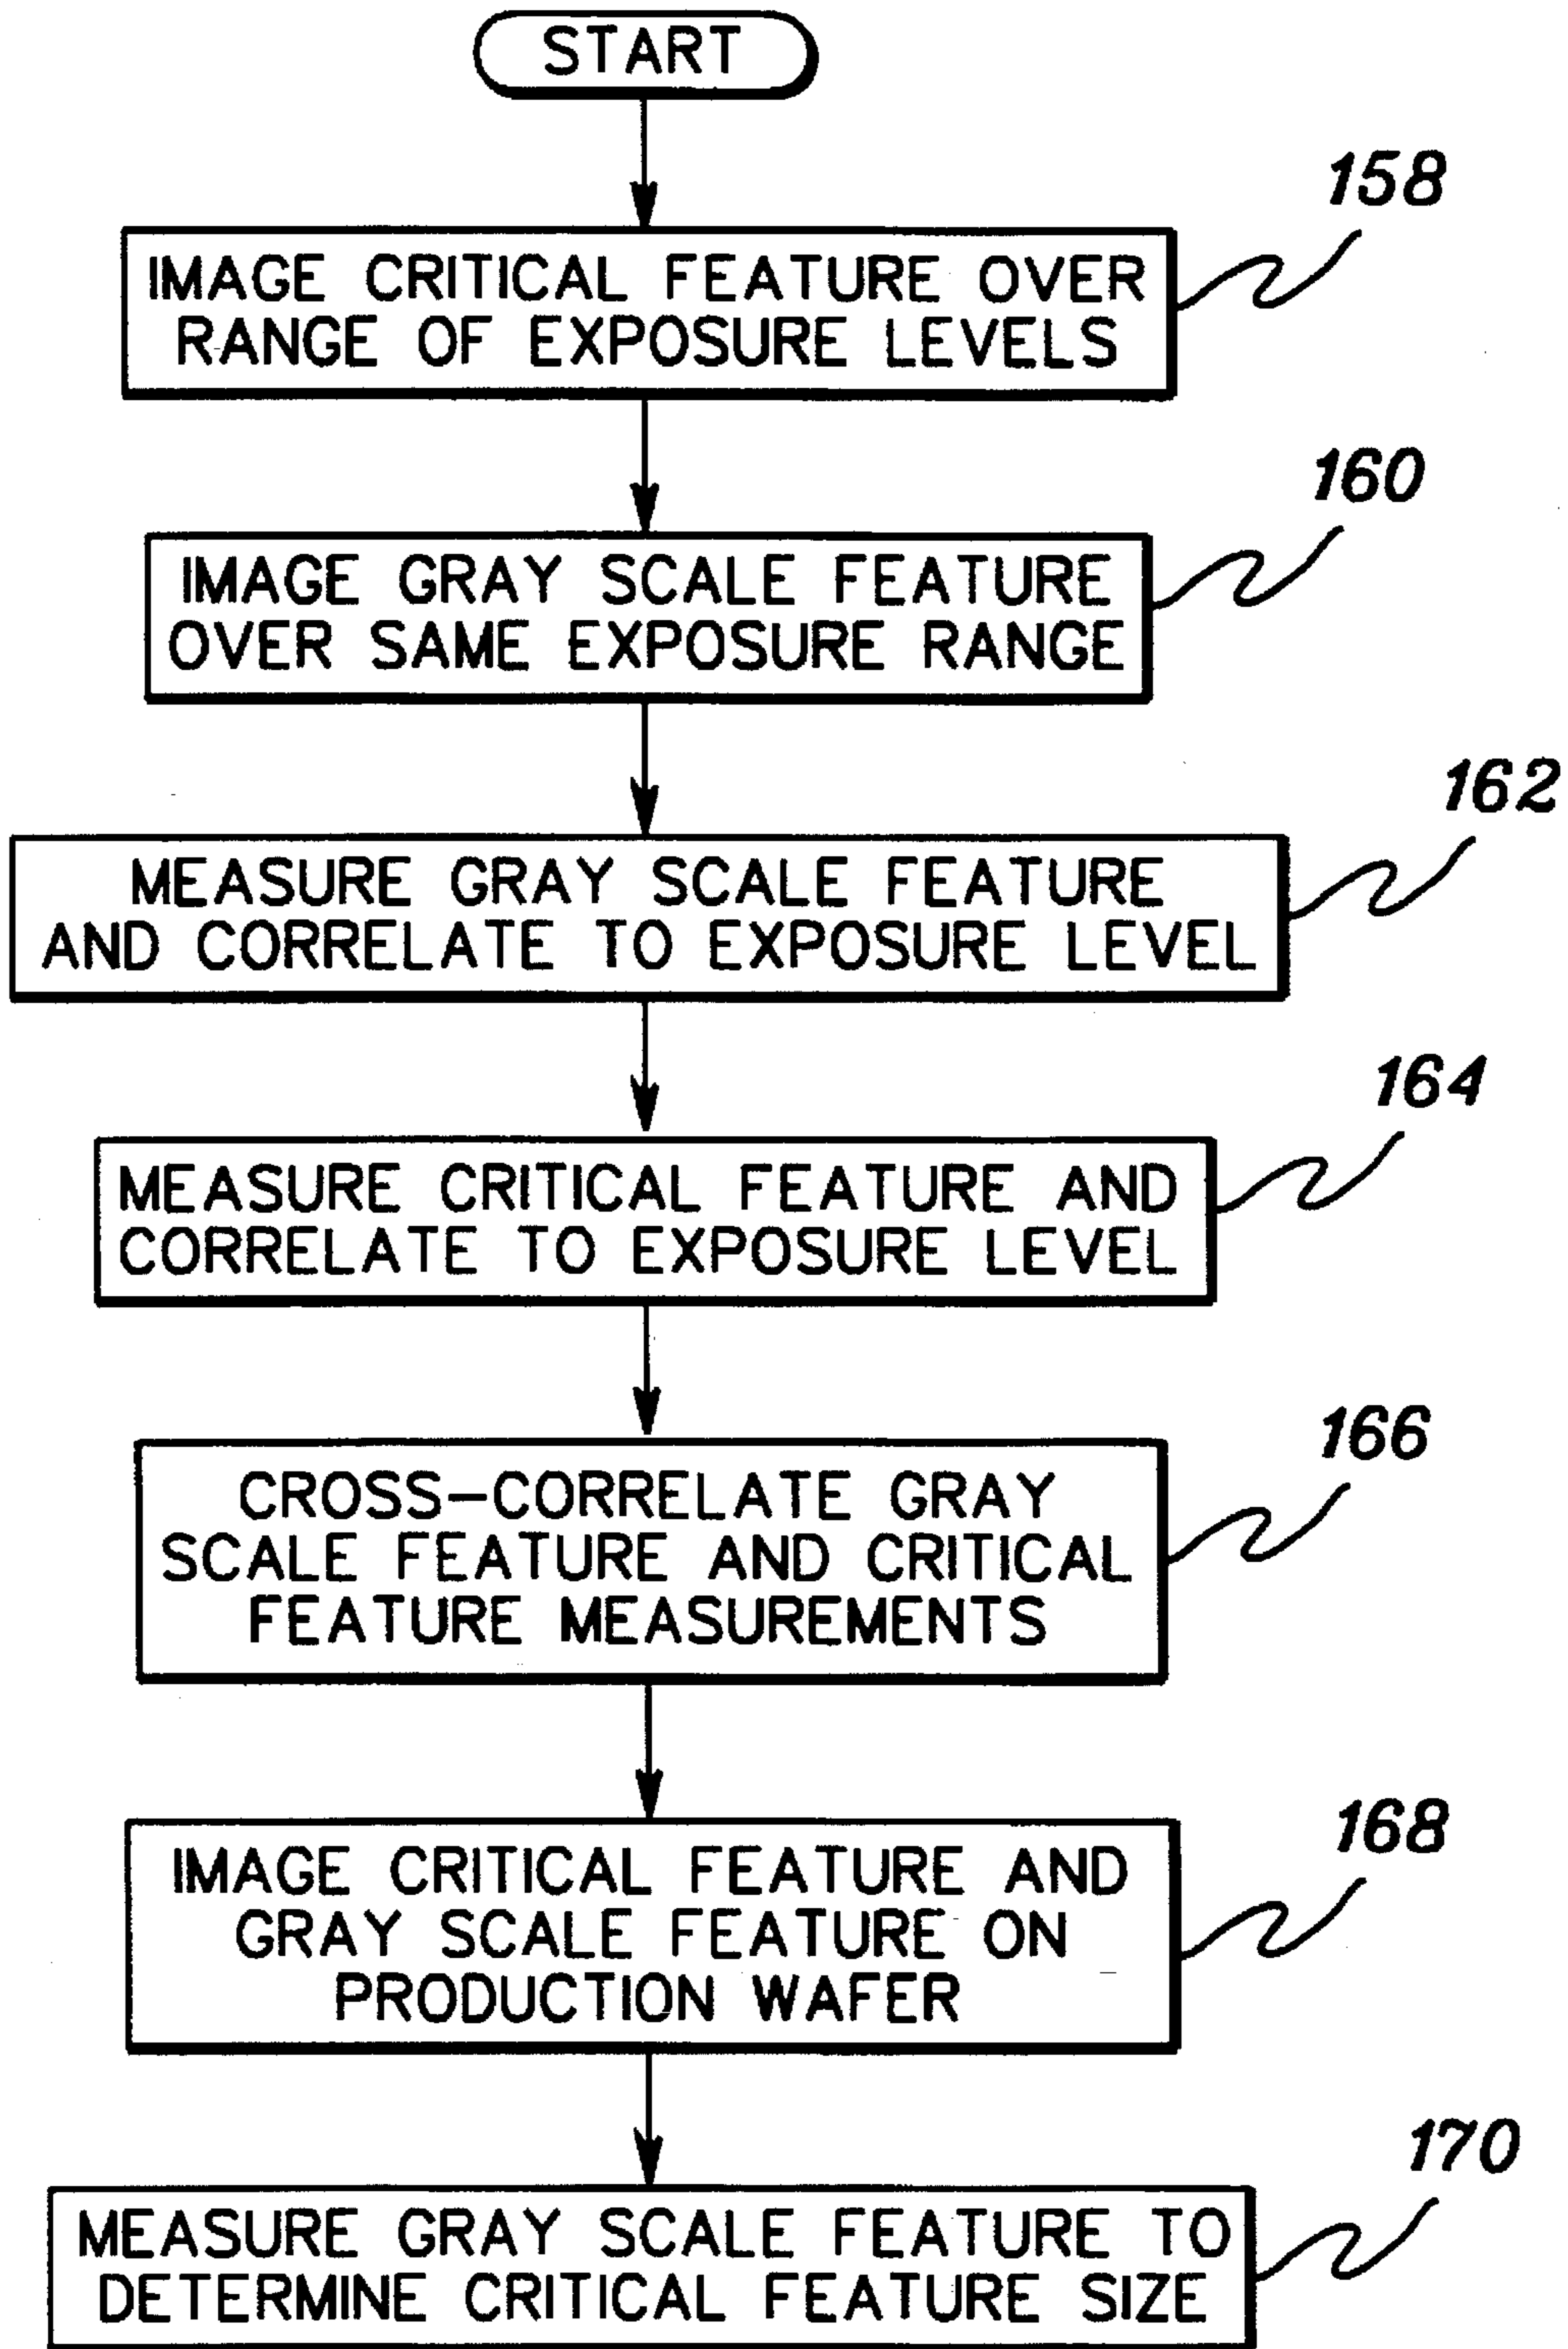 START
158
IMAGE CRITICAL FEATURE OVER
RANGE OF EXPOSURE LEVELS
160
IMAGE GRAY SCALE FEATURE
OVER SAME EXPOSURE RANGE
162
MEASURE GRAY SCALE FEATURE
AND CORRELATE TO EXPOSURE LEVEL
164
MEASURE CRITICAL FEATURE AND
CORRELATE TO EXPOSURE LEVEL
166
CROSS-CORRELATE GRAY
SCALE FEATURE AND CRITICAL
FEATURE MEASUREMENTS
168
IMAGE CRITICAL FEATURE AND
GRAY SCALE FEATURE ON
PRODUCTION WAFER
170
MEASURE GRAY SCALE FEATURE TO
DETERMINE CRITICAL FEATURE SIZE